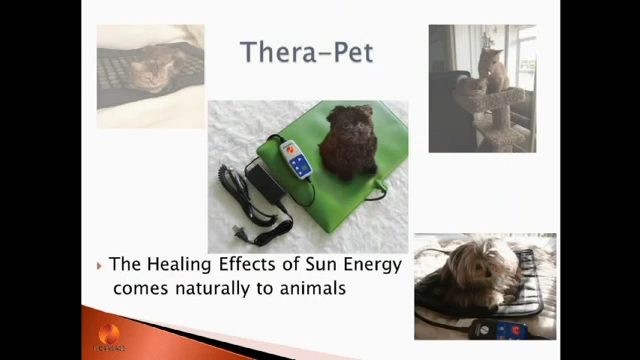 Thera-Pet
The Healing Effects of Sun Energy
comes naturally to animals